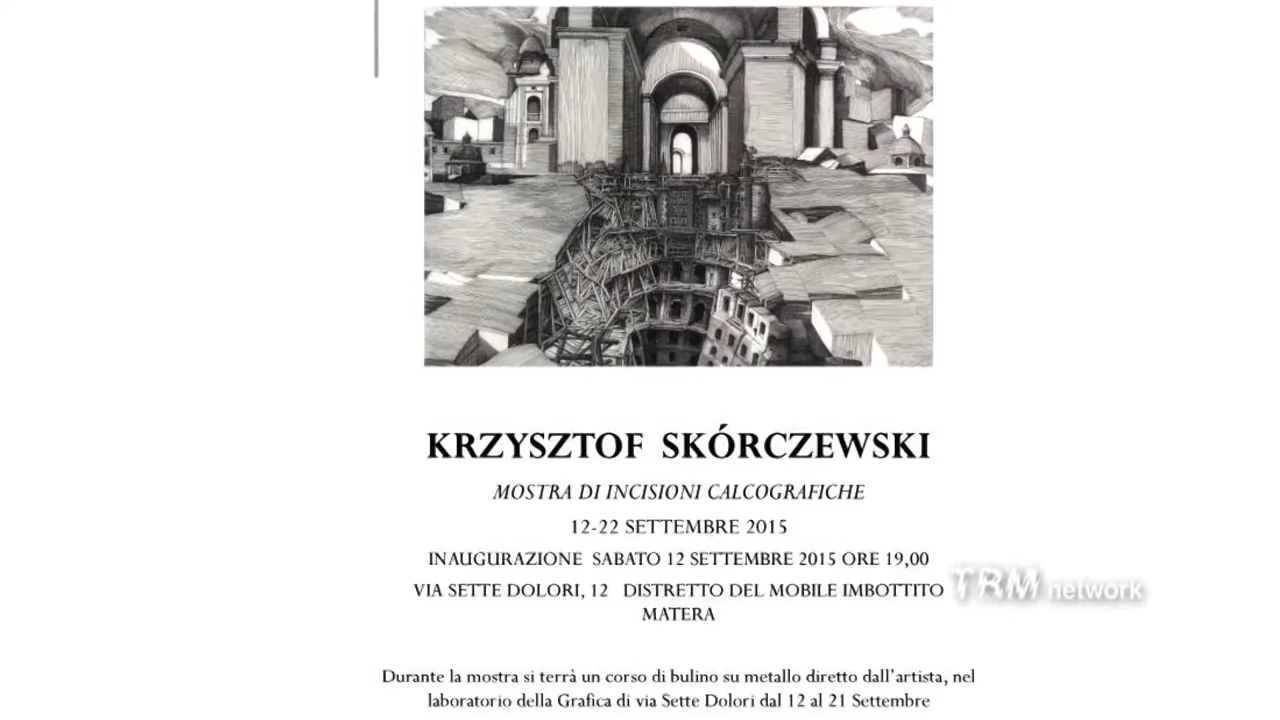 KRZYSZTOF SKÓRCZEWSKI
MOSTRA DI INCISIONI CALCOGRAFICHE
12-22 SETTEMBRE 2015
INAUGURAZIONE SABATO 12 SETTEMBRE 2015 ORE 19,00
VIA SETTE DOLORI, 12 DISTRETTO DEL MOBILE IMBOTTITO
MATERA
TRM network
Durante la mostra si terrà un corso di bulino su metallo diretto dall'artista, nel
laboratorio della Grafica di via Sette Dolori dal 12 al 21 Settembre